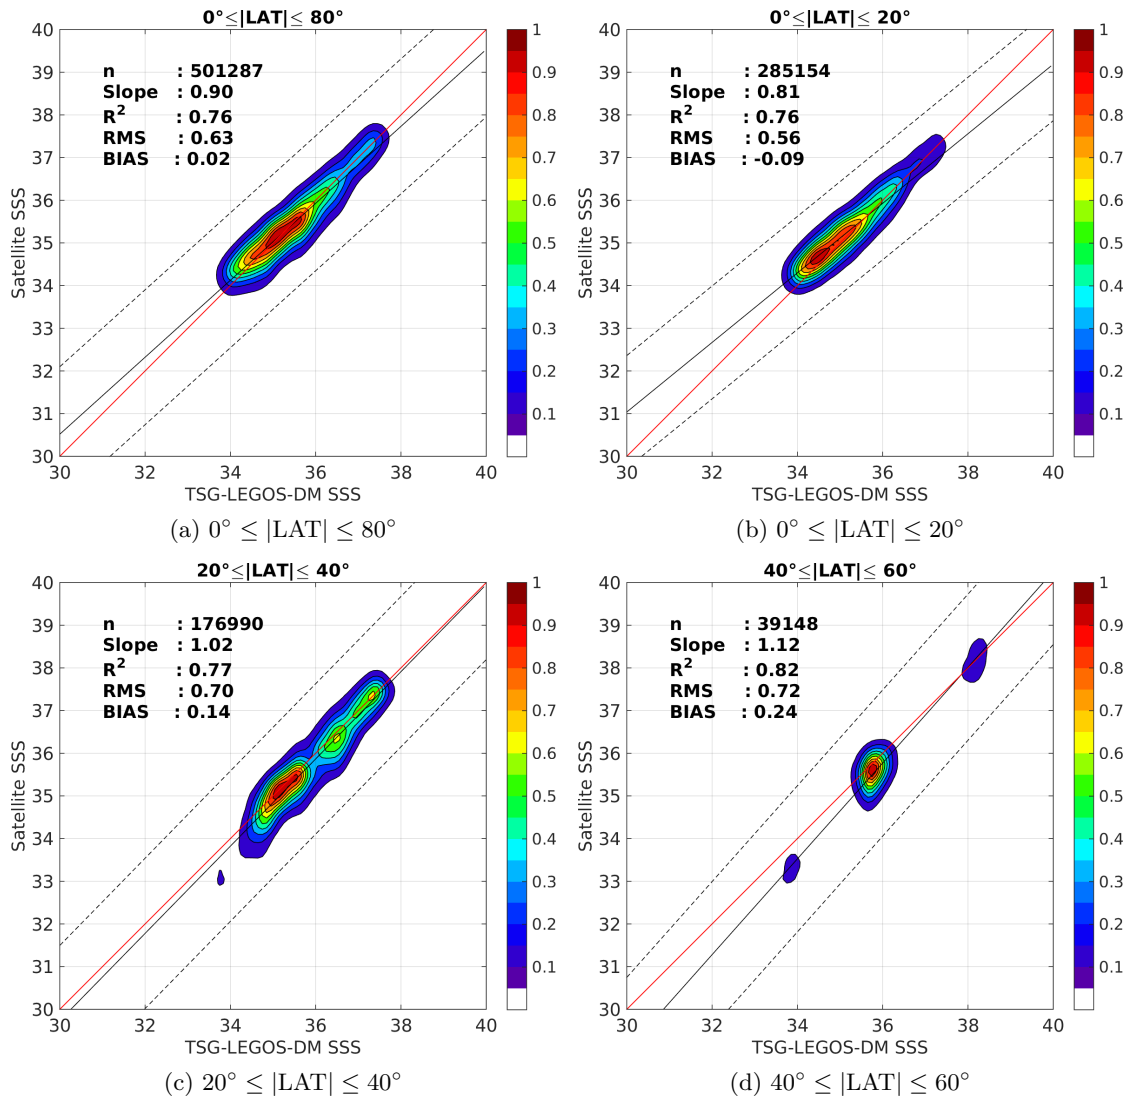 0°≤|LAT|≤ 80°
40
39
38
37
36
35
34
33
32
31
30
Satellite SSS
n : 501287
Slope : 0.90
R² : 0.76
RMS : 0.63
BIAS : 0.02
30 32 34 36 38 40
TSG-LEGOS-DM SSS
1
0.9
0.8
0.7
0.6
0.5
0.4
0.3
0.2
0.1
(a) 0° ≤ |LAT| ≤ 80°
0°≤|LAT|≤ 20°
40
39
38
37
36
35
34
33
32
31
30
Satellite SSS
n : 285154
Slope : 0.81
R² : 0.76
RMS : 0.56
BIAS : -0.09
30 32 34 36 38 40
TSG-LEGOS-DM SSS
1
0.9
0.8
0.7
0.6
0.5
0.4
0.3
0.2
0.1
(b) 0° ≤ |LAT| ≤ 20°
20°≤|LAT|≤ 40°
40
39
38
37
36
35
34
33
32
31
30
Satellite SSS
n : 176990
Slope : 1.02
R² : 0.77
RMS : 0.70
BIAS : 0.14
30 32 34 36 38 40
TSG-LEGOS-DM SSS
1
0.9
0.8
0.7
0.6
0.5
0.4
0.3
0.2
0.1
(c) 20° ≤ |LAT| ≤ 40°
40°≤|LAT|≤ 60°
40
39
38
37
36
35
34
33
32
31
30
Satellite SSS
n : 39148
Slope : 1.12
R² : 0.82
RMS : 0.72
BIAS : 0.24
30 32 34 36 38 40
TSG-LEGOS-DM SSS
1
0.9
0.8
0.7
0.6
0.5
0.4
0.3
0.2
0.1
(d) 40° ≤ |LAT| ≤ 60°